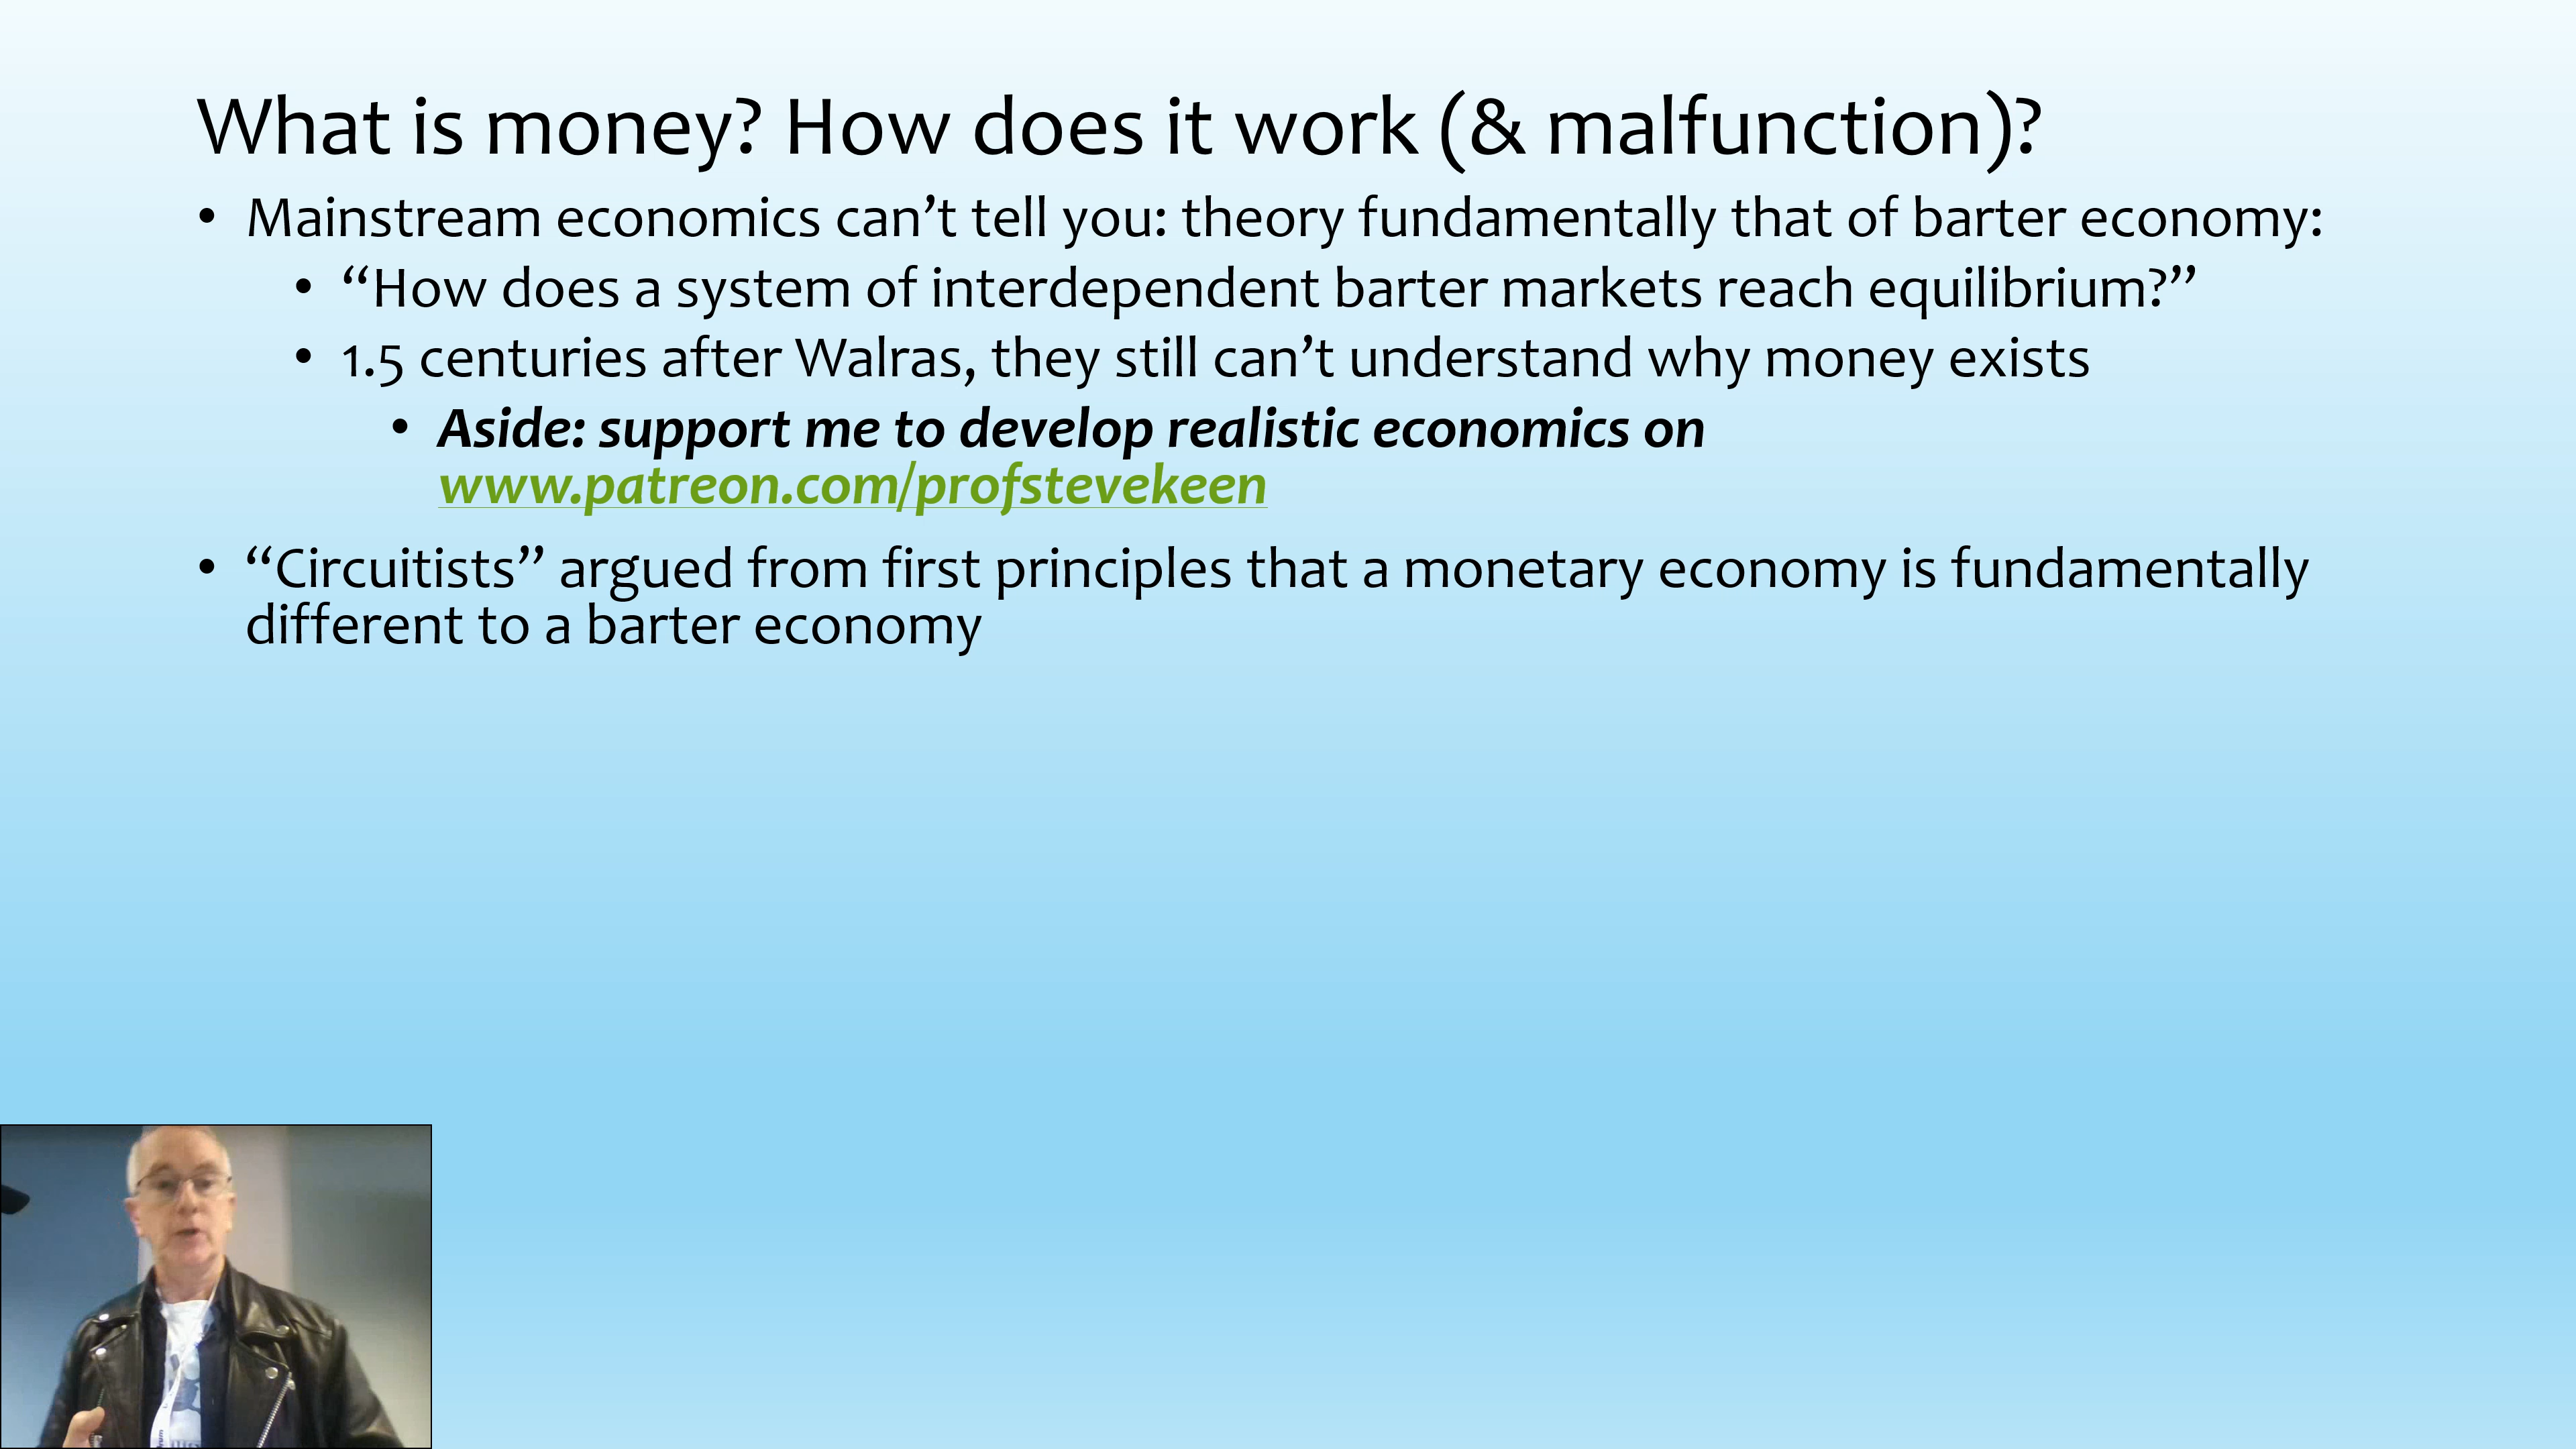 What is money? How does it work (& malfunction)?
• Mainstream economics can’t tell you: theory fundamentally that of barter economy:
• “How does a system of interdependent barter markets reach equilibrium?”
• 1.5 centuries after Walras, they still can’t understand why money exists
• Aside: support me to develop realistic economics on
www.patreon.com/profstevekeen
• “Circuitists” argued from first principles that a monetary economy is fundamentally
different to a barter economy